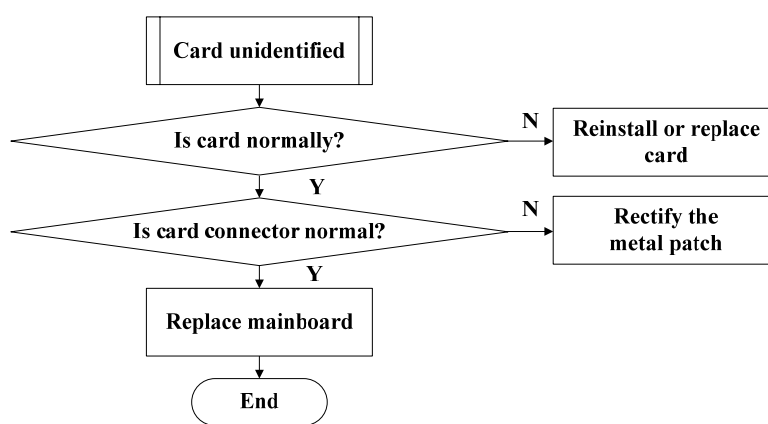 Card unidentified
Is card normally?
N
Reinstall or replace
card
Y
Is card connector normal?
N
Rectify the
metal patch
Y
Replace mainboard
End